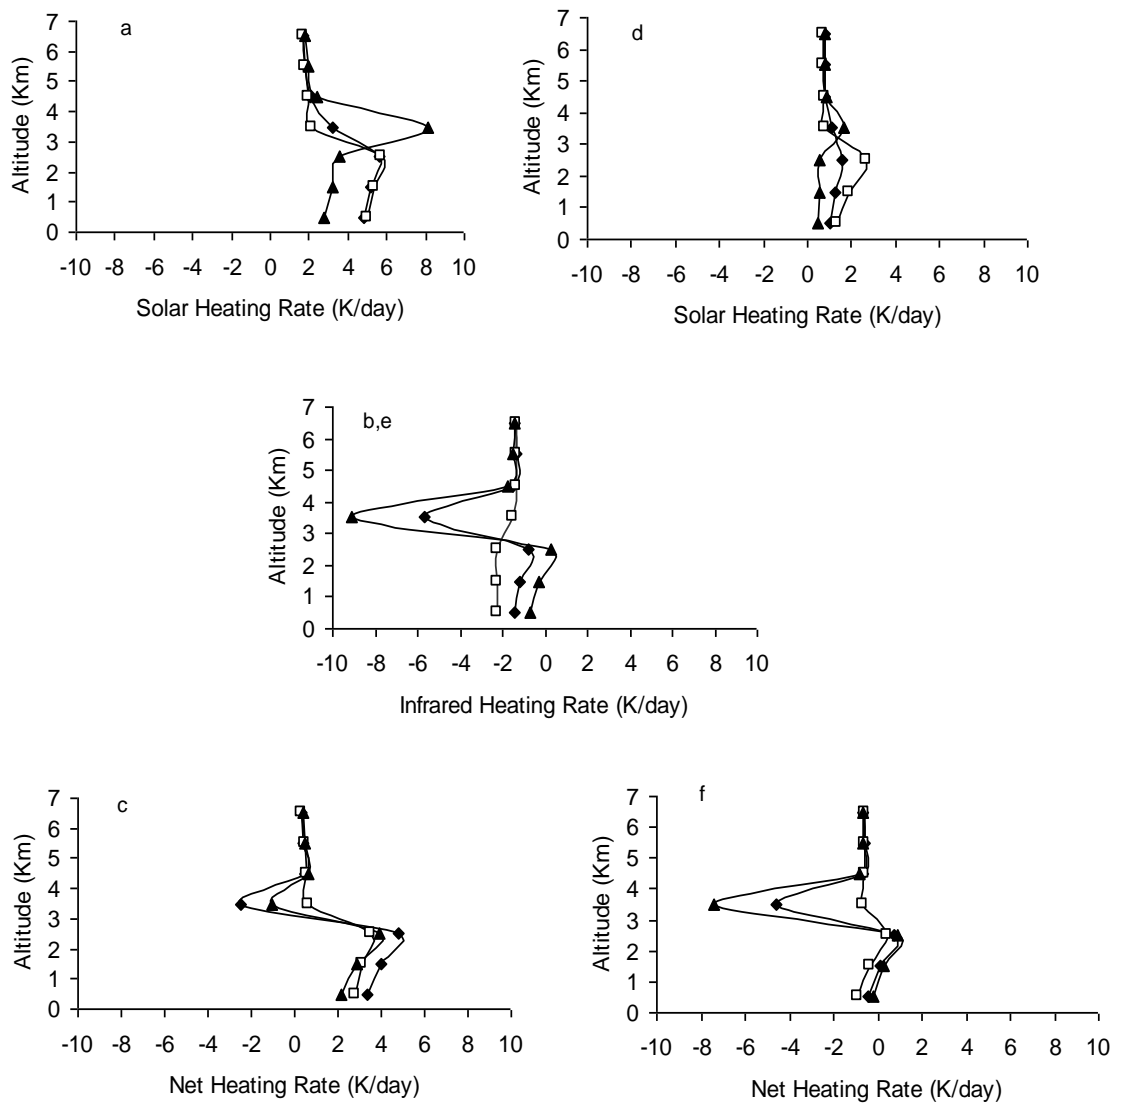 a
7
6
5
4
3
2
1
0
Altitude (Km)
-10 -8 -6 -4 -2 0 2 4 6 8 10
Solar Heating Rate (K/day)
d
7
6
5
4
3
2
1
0
Altitude (Km)
-10 -8 -6 -4 -2 0 2 4 6 8 10
Solar Heating Rate (K/day)
b,e
7
6
5
4
3
2
1
0
Altitude (Km)
-10 -8 -6 -4 -2 0 2 4 6 8 10
Infrared Heating Rate (K/day)
c
7
6
5
4
3
2
1
0
Altitude (Km)
-10 -8 -6 -4 -2 0 2 4 6 8 10
Net Heating Rate (K/day)
f
7
6
5
4
3
2
1
0
Altitude (Km)
-10 -8 -6 -4 -2 0 2 4 6 8 10
Net Heating Rate (K/day)